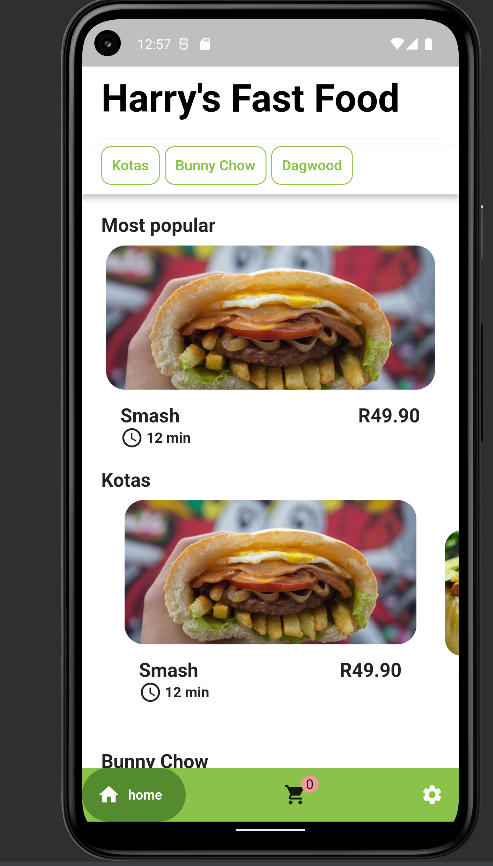 12:57
Harry's Fast Food
Kotas Bunny Chow Dagwood
Most popular
Smash R49.90
12 min
Kotas
Smash R49.90
12 min
Bunny Chow
home 0